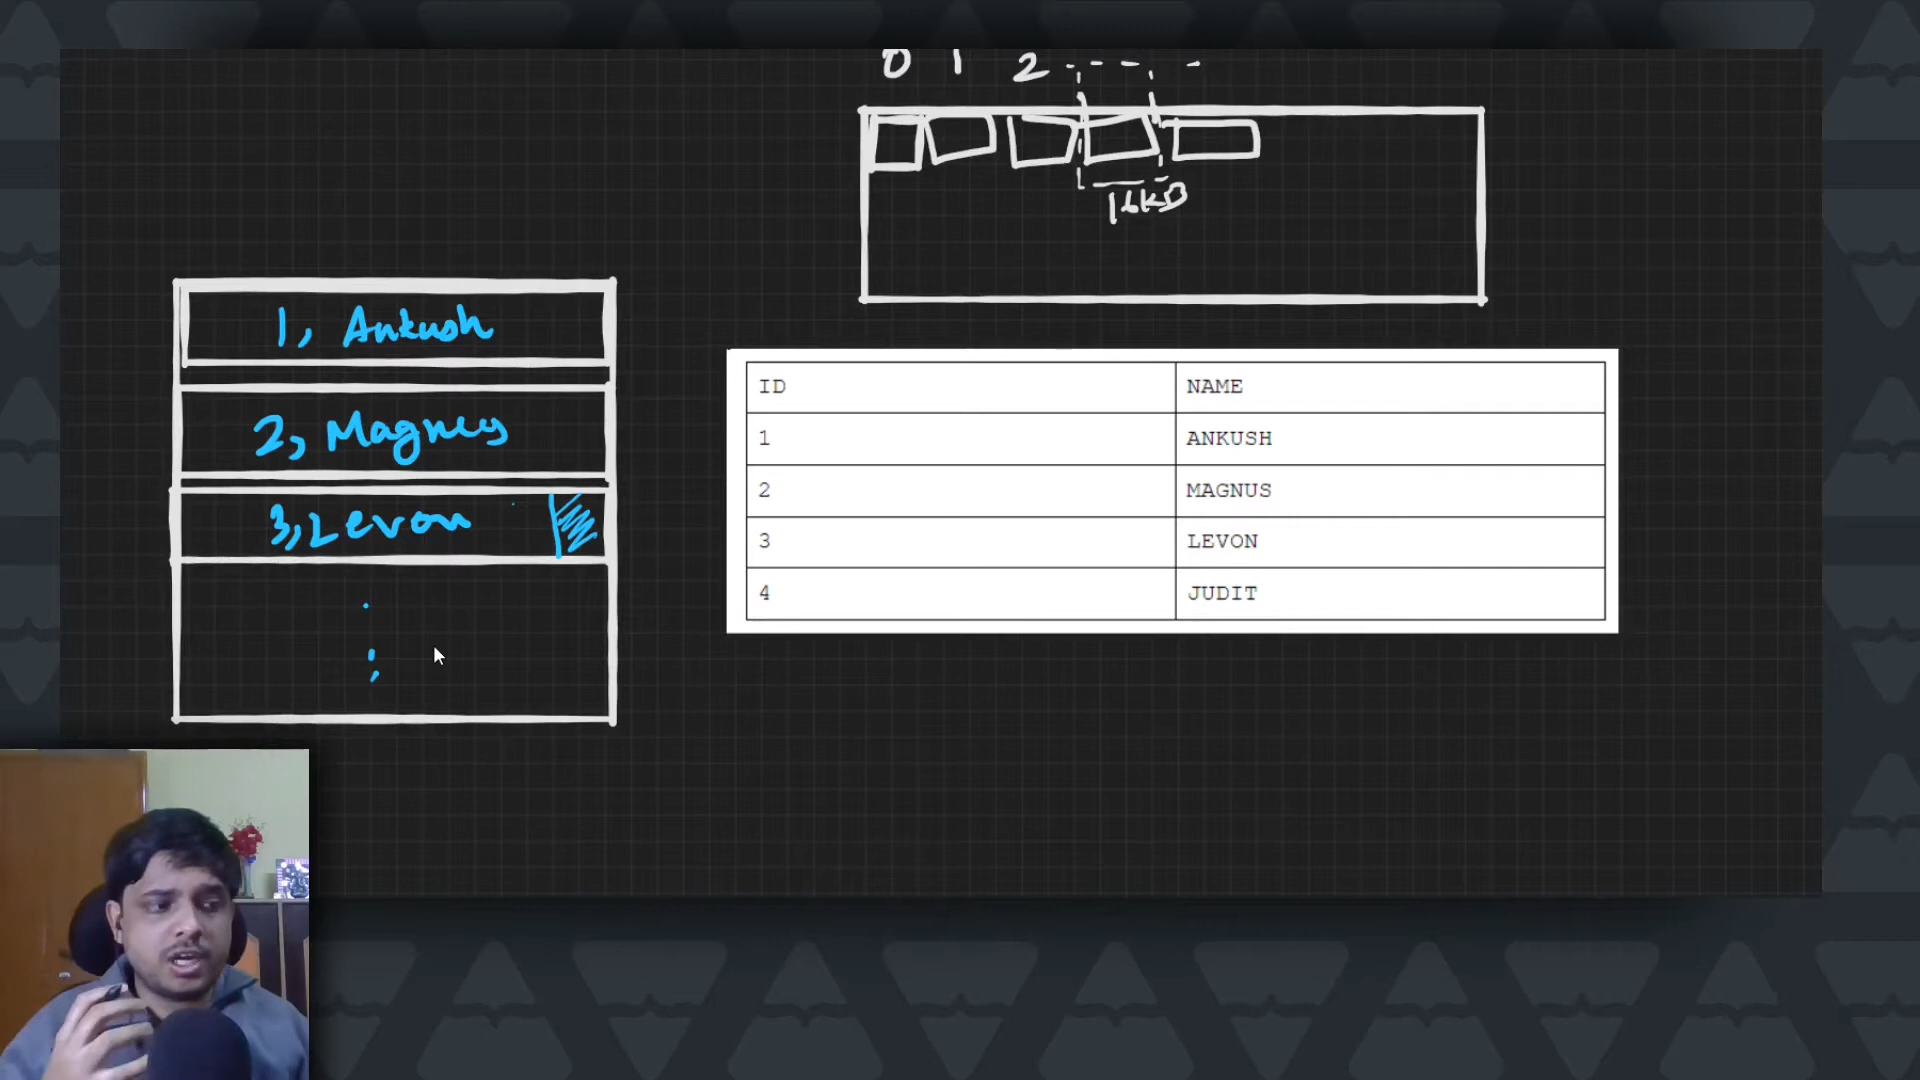 0 1 2
16KB
1, Ankush
2, Magnus
3, Levon
ID NAME
1 ANKUSH
2 MAGNUS
3 LEVON
4 JUDIT